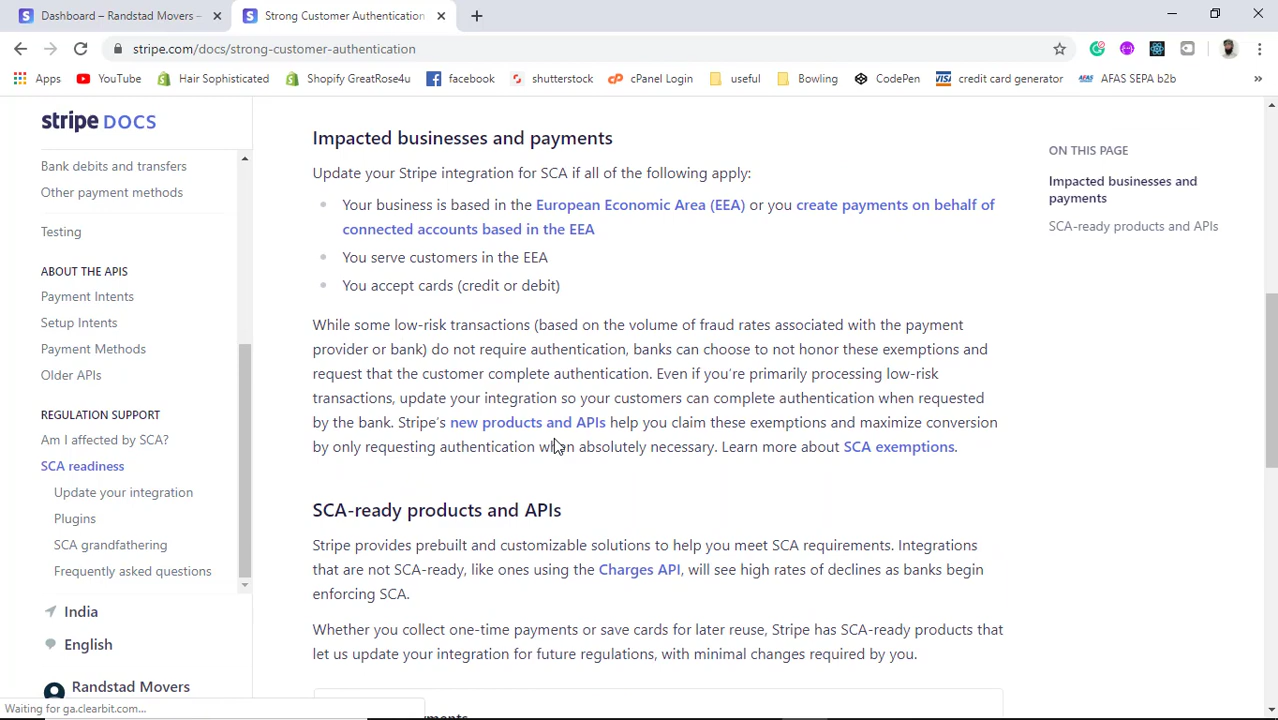 Dashboard – Randstad Movers –
Strong Customer Authentication
stripe.com/docs/strong-customer-authentication
Apps
YouTube
Hair Sophisticated
Shopify GreatRose4u
facebook
shutterstock
cPanel Login
useful
Bowling
CodePen
credit card generator
AFAS SEPA b2b
»
stripe DOCS
Bank debits and transfers
Other payment methods
Testing
ABOUT THE APIS
Payment Intents
Setup Intents
Payment Methods
Older APIs
REGULATION SUPPORT
Am I affected by SCA?
SCA readiness
Update your integration
Plugins
SCA grandfathering
Frequently asked questions
India
English
Randstad Movers
Waiting for ga.clearbit.com...
Impacted businesses and payments
Update your Stripe integration for SCA if all of the following apply:
Your business is based in the European Economic Area (EEA) or you create payments on behalf of
connected accounts based in the EEA
You serve customers in the EEA
You accept cards (credit or debit)
While some low-risk transactions (based on the volume of fraud rates associated with the payment
provider or bank) do not require authentication, banks can choose to not honor these exemptions and
request that the customer complete authentication. Even if you're primarily processing low-risk
transactions, update your integration so your customers can complete authentication when requested
by the bank. Stripe's new products and APIs help you claim these exemptions and maximize conversion
by only requesting authentication when absolutely necessary. Learn more about SCA exemptions.
SCA-ready products and APIs
Stripe provides prebuilt and customizable solutions to help you meet SCA requirements. Integrations
that are not SCA-ready, like ones using the Charges API, will see high rates of declines as banks begin
enforcing SCA.
Whether you collect one-time payments or save cards for later reuse, Stripe has SCA-ready products that
let us update your integration for future regulations, with minimal changes required by you.
ON THIS PAGE
Impacted businesses and
payments
SCA-ready products and APIs